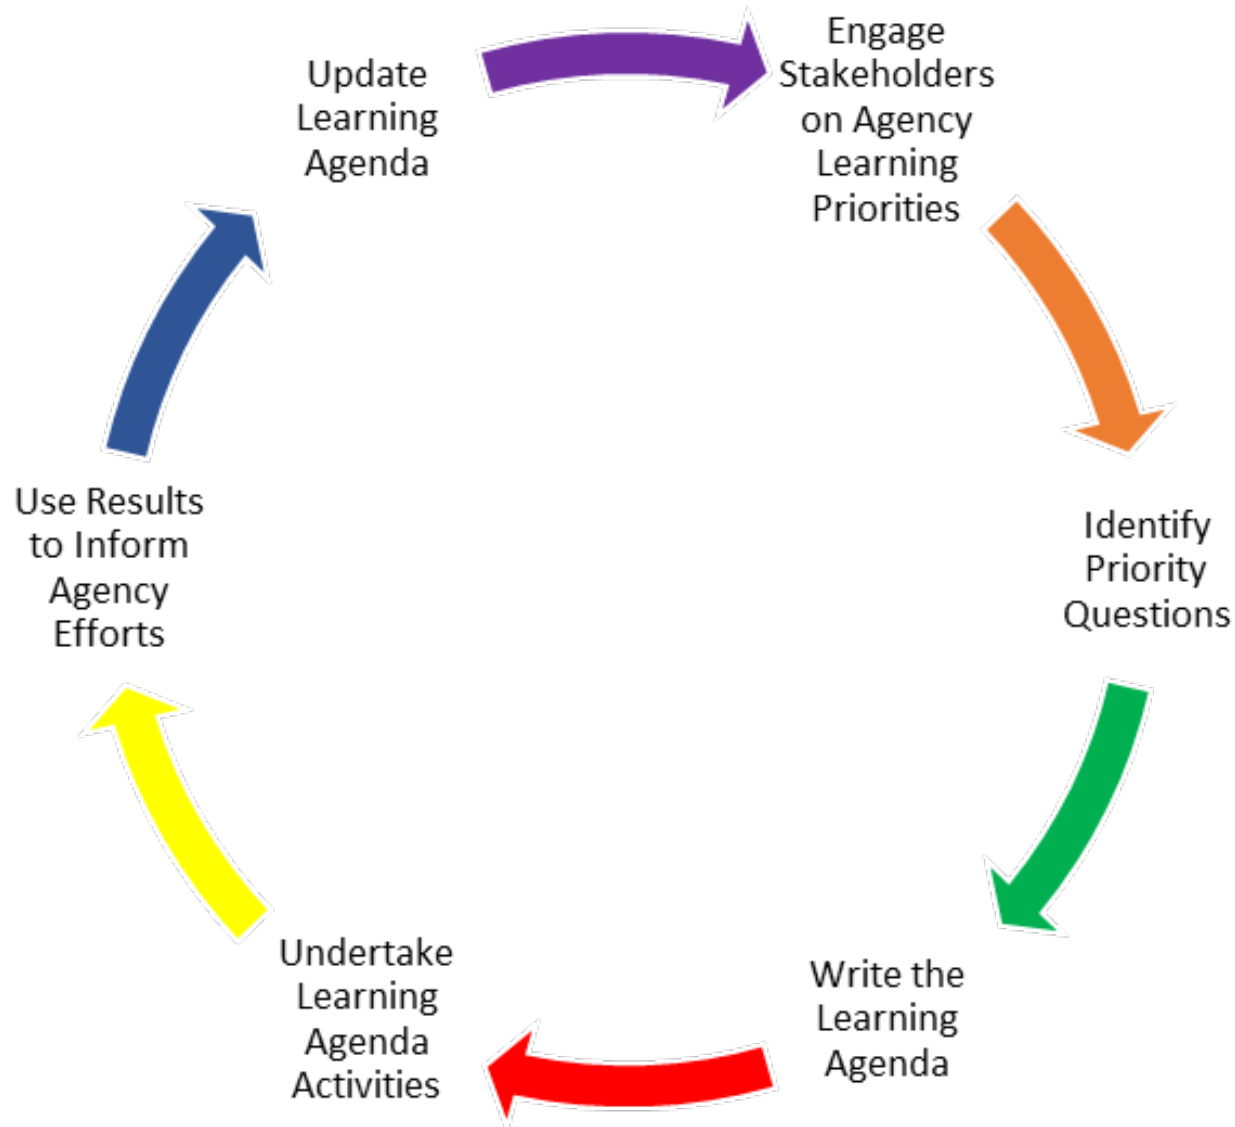 Update
Learning
Agenda
Engage
Stakeholders
on Agency
Learning
Priorities
Identify
Priority
Questions
Write the
Learning
Agenda
Undertake
Learning
Agenda
Activities
Use Results
to Inform
Agency
Efforts